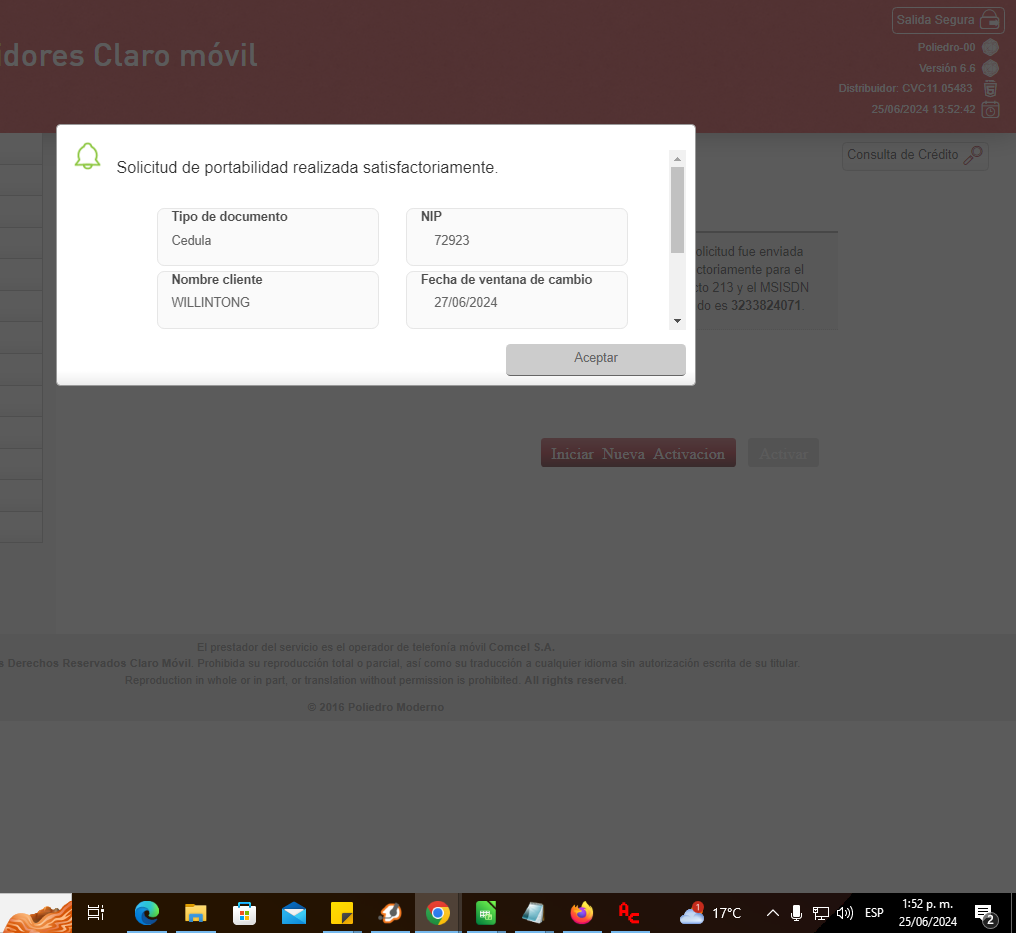 Salida Segura
idores Claro móvil
Poliedro-00
Versión 6.6
Distribuidor: CVC11.05483
25/06/2024 13:52:42
Consulta de Crédito
Solicitud de portabilidad realizada satisfactoriamente.
Tipo de documento
Cedula
NIP
72923
Nombre cliente
WILLINTONG
Fecha de ventana de cambio
27/06/2024
Aceptar
olicitud fue enviada
ctoriamente para el
cto 213 y el MSISDN
do es 3233824071.
Iniciar Nueva Activacion
Activar
El prestador del servicio es el operador de telefonía móvil Comcel S.A.
s Derechos Reservados Claro Móvil. Prohibida su reproducción total o parcial, así como su traducción a cualquier idioma sin autorización escrita de su titular.
Reproduction in whole or in part, or translation without permission is prohibited. All rights reserved.
© 2016 Poliedro Moderno
1
17°C
ESP
1:52 p. m.
25/06/2024
2